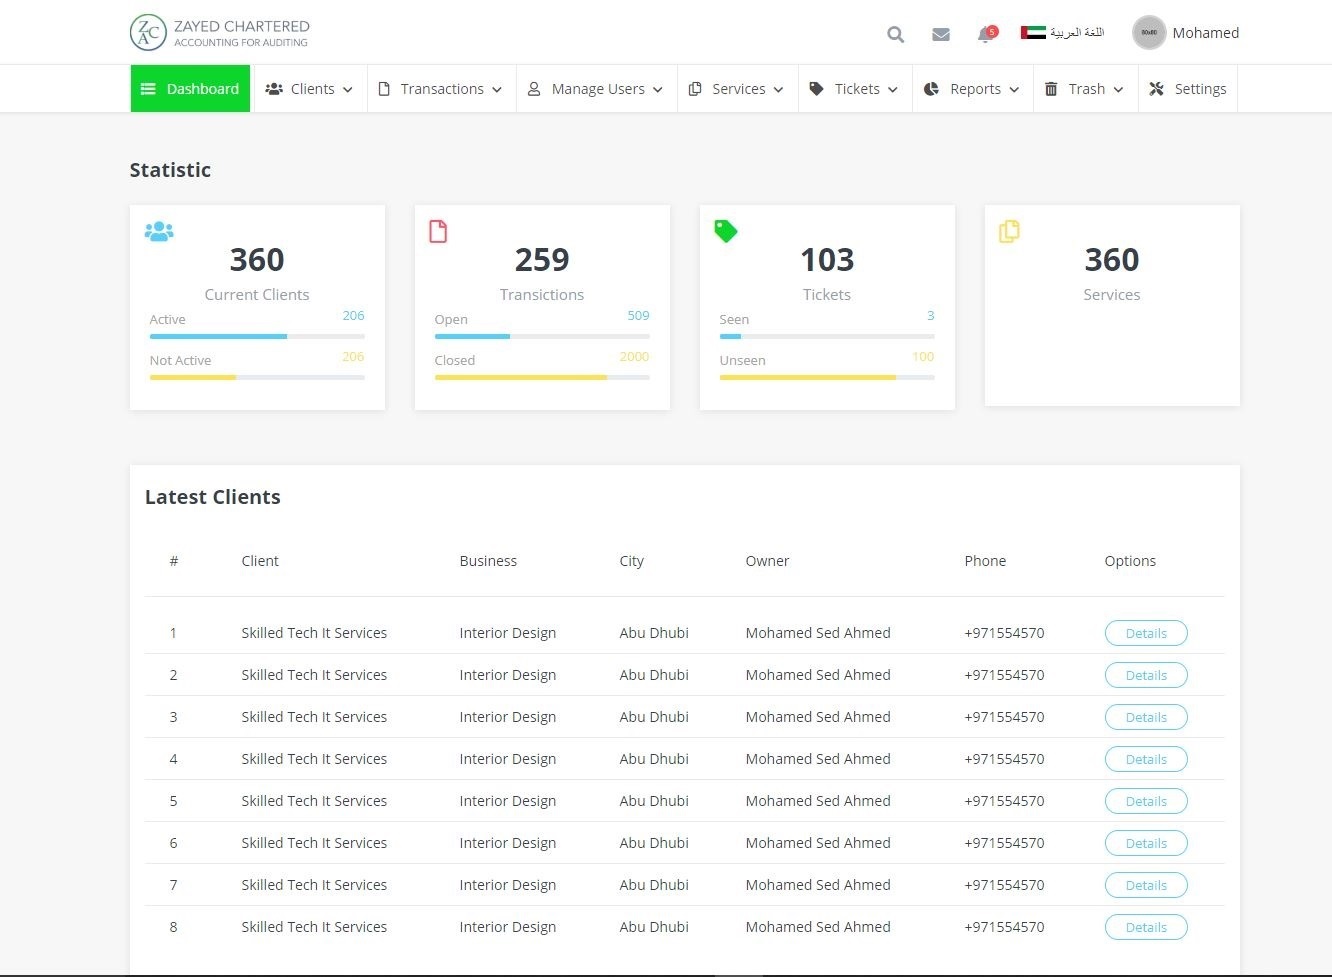 ZAYED CHARTERED
ACCOUNTING FOR AUDITING
5
اللغة العربية
Mohamed
Dashboard Clients Transactions Manage Users Services Tickets Reports Trash Settings
Statistic
360
Current Clients
Active 206
Not Active 206
259
Transictions
Open 509
Closed 2000
103
Tickets
Seen 3
Unseen 100
360
Services
Latest Clients
# Client Business City Owner Phone Options
1 Skilled Tech It Services Interior Design Abu Dhubi Mohamed Sed Ahmed +971554570 Details
2 Skilled Tech It Services Interior Design Abu Dhubi Mohamed Sed Ahmed +971554570 Details
3 Skilled Tech It Services Interior Design Abu Dhubi Mohamed Sed Ahmed +971554570 Details
4 Skilled Tech It Services Interior Design Abu Dhubi Mohamed Sed Ahmed +971554570 Details
5 Skilled Tech It Services Interior Design Abu Dhubi Mohamed Sed Ahmed +971554570 Details
6 Skilled Tech It Services Interior Design Abu Dhubi Mohamed Sed Ahmed +971554570 Details
7 Skilled Tech It Services Interior Design Abu Dhubi Mohamed Sed Ahmed +971554570 Details
8 Skilled Tech It Services Interior Design Abu Dhubi Mohamed Sed Ahmed +971554570 Details